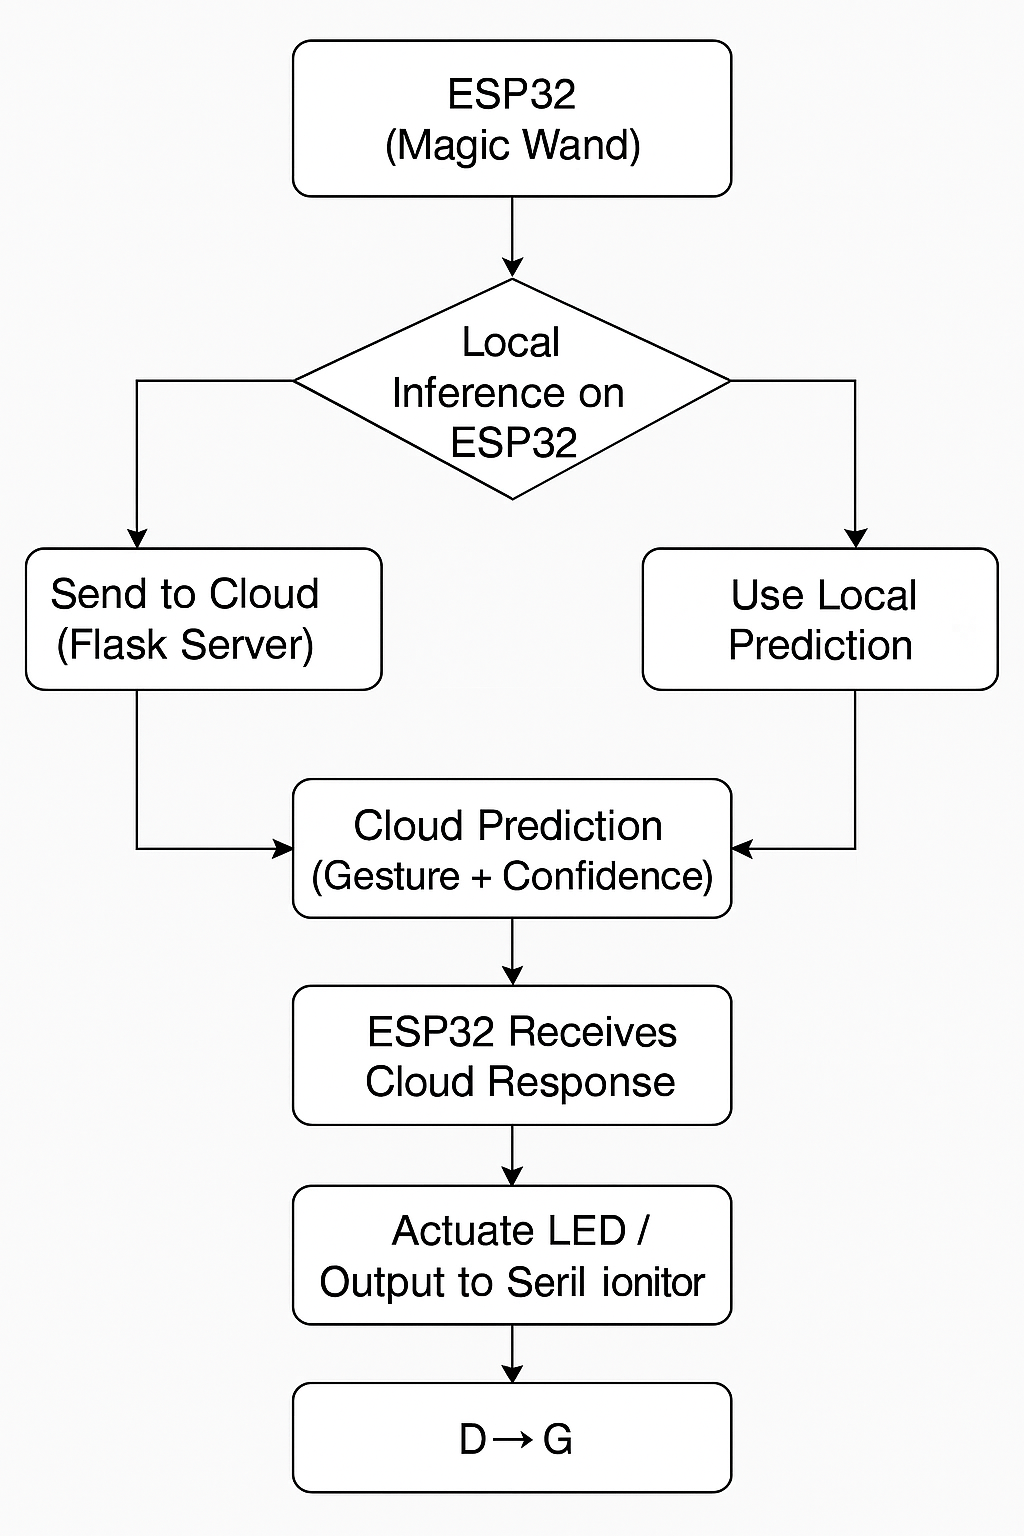 ESP32
(Magic Wand)
Local
Inference on
ESP32
Send to Cloud
(Flask Server)
Use Local
Prediction
Cloud Prediction
(Gesture + Confidence)
ESP32 Receives
Cloud Response
Actuate LED /
Output to Seril ionitor
D→G